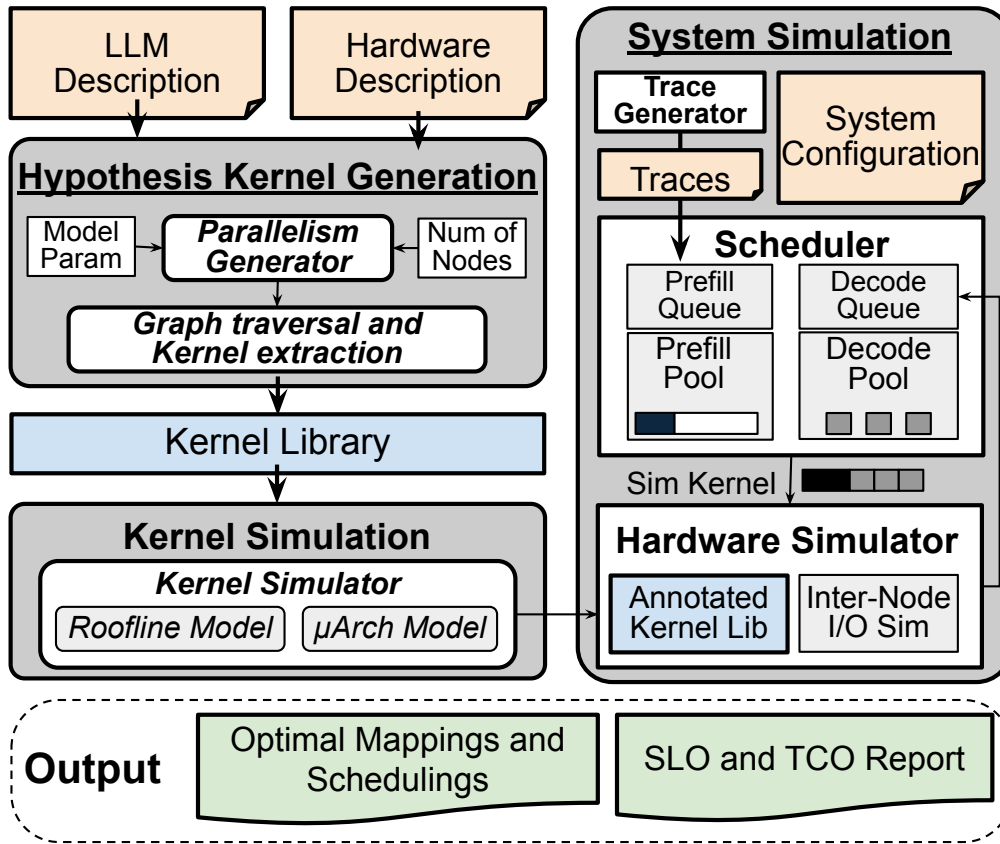 LLM
Description
Hardware
Description
Hypothesis Kernel Generation
Model
Param
Parallelism
Generator
Num of
Nodes
Graph traversal and
Kernel extraction
Kernel Library
Kernel Simulation
Kernel Simulator
Roofline Model
μArch Model
System Simulation
Trace
Generator
Traces
System
Configuration
Scheduler
Prefill
Queue
Decode
Queue
Prefill
Pool
Decode
Pool
Sim Kernel
Hardware Simulator
Annotated
Kernel Lib
Inter-Node
I/O Sim
Output
Optimal Mappings and
Schedulings
SLO and TCO Report